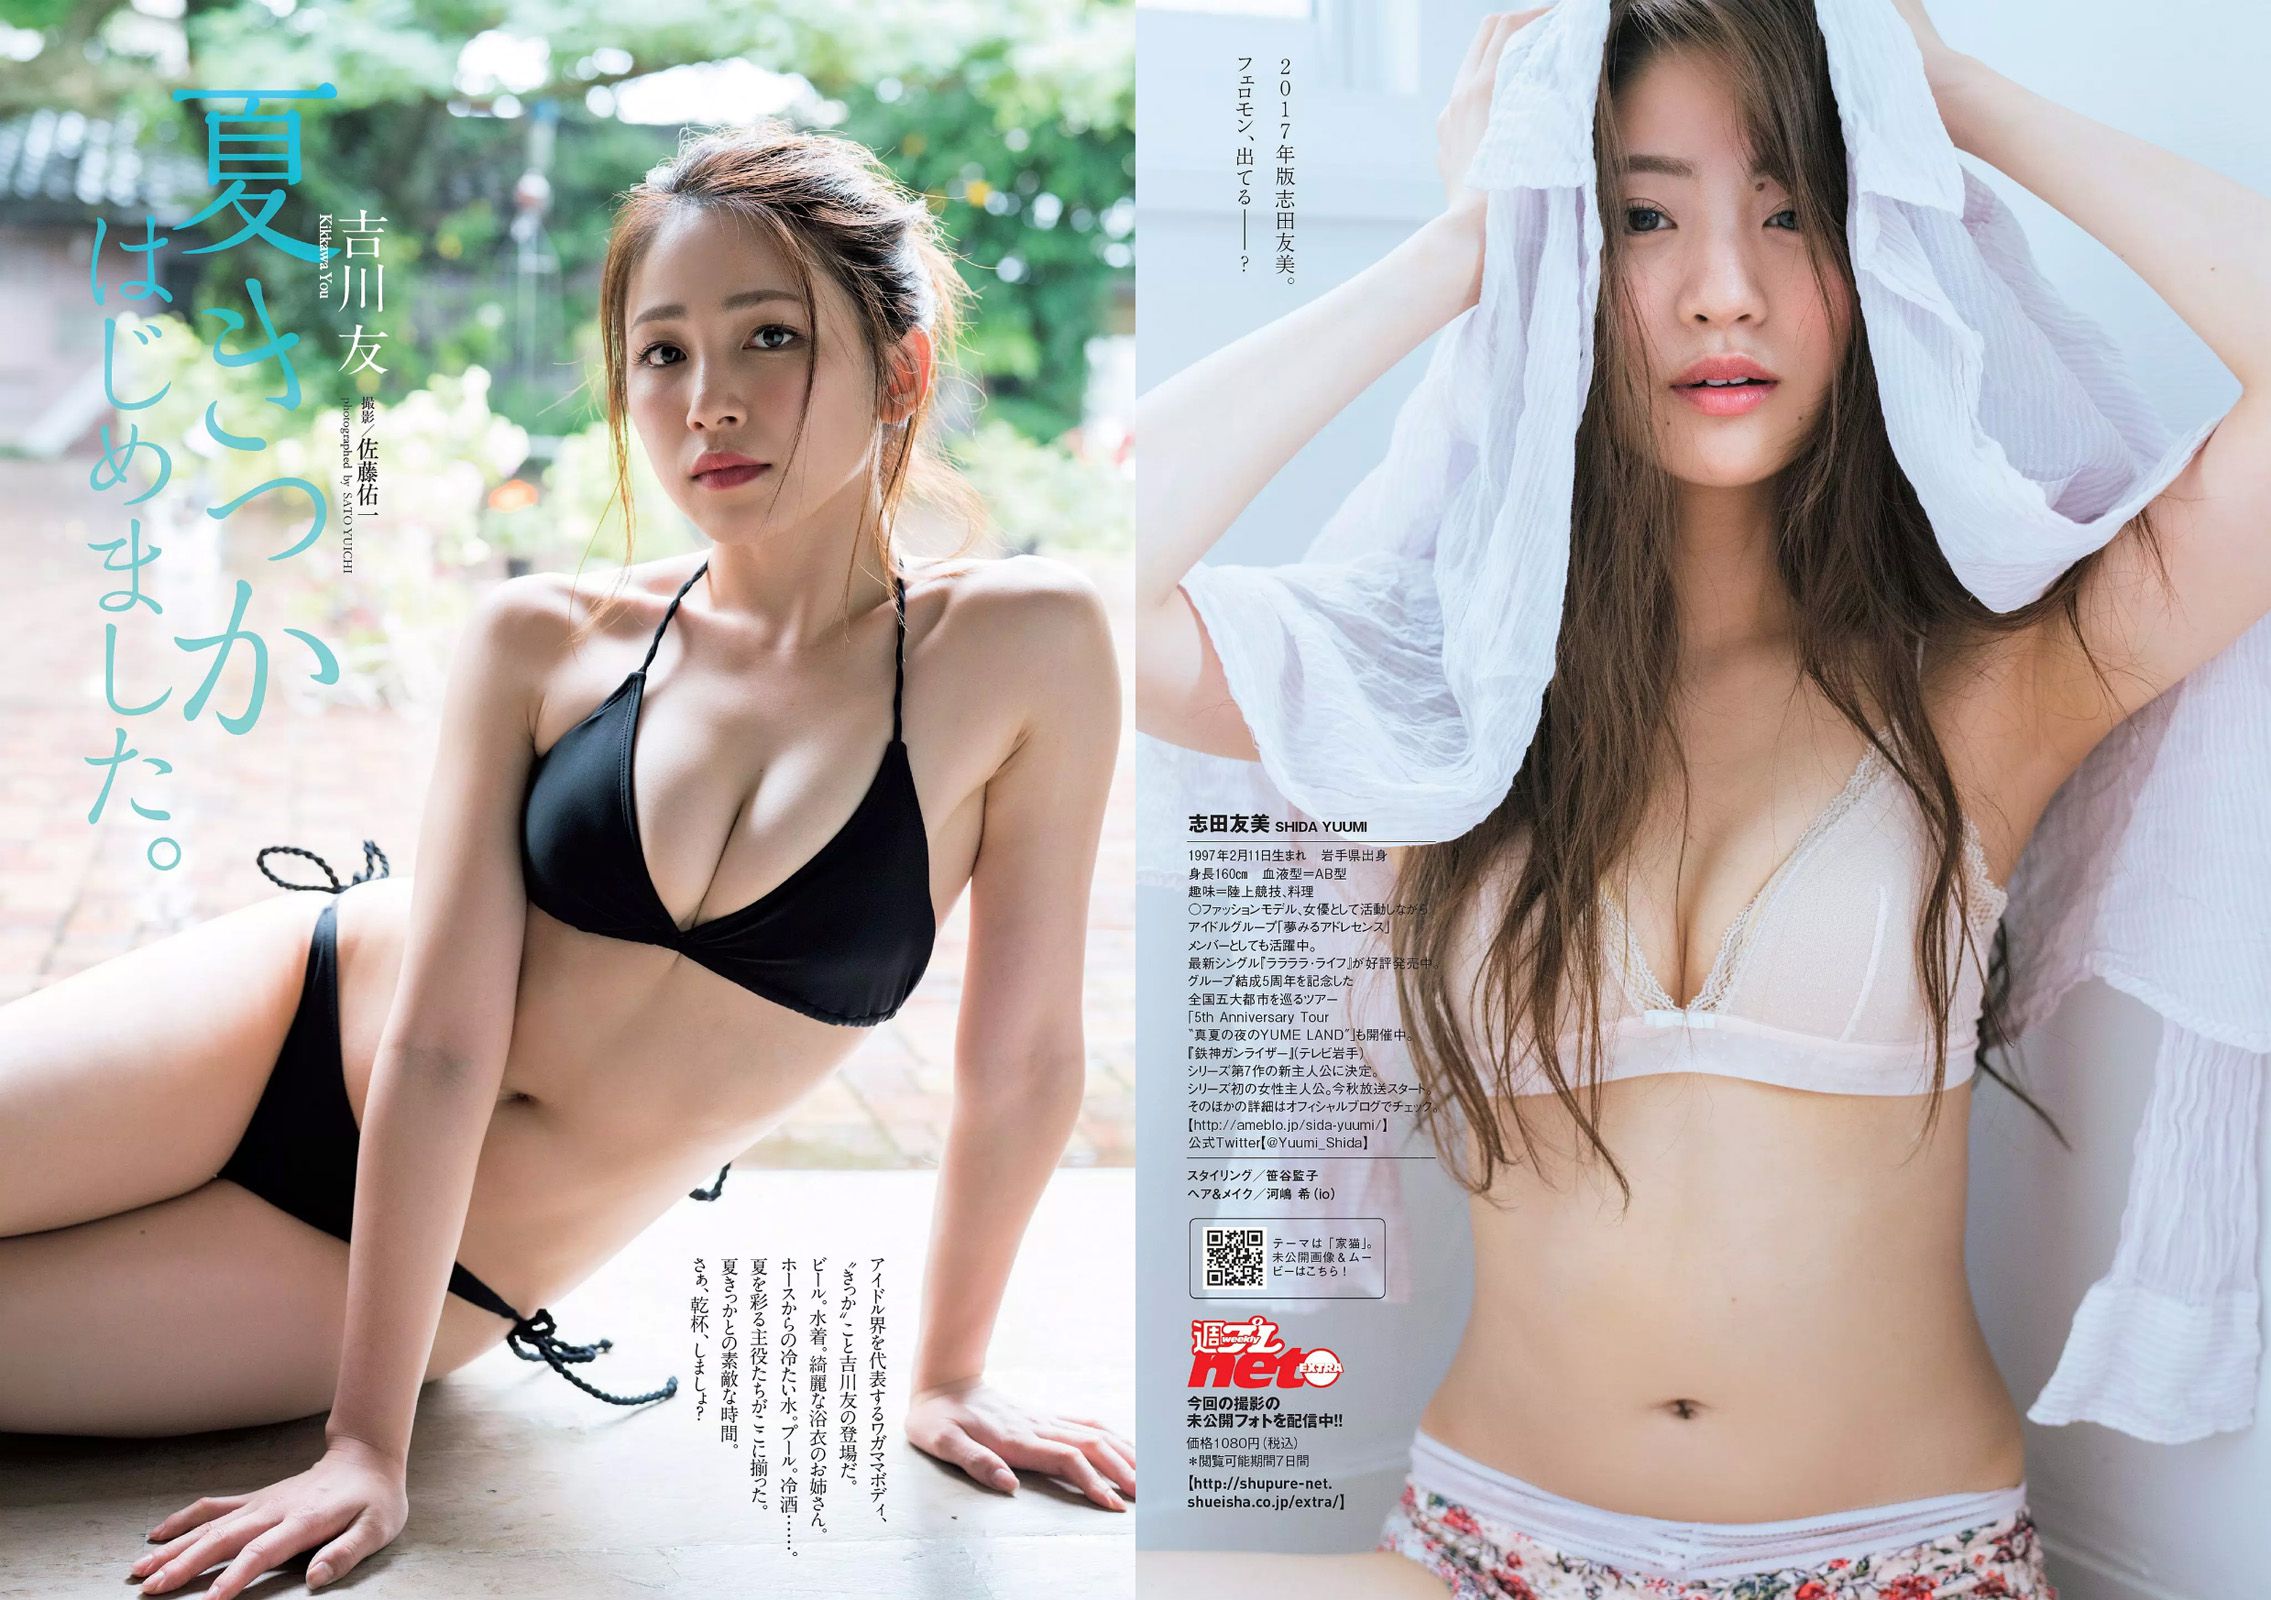 夏きっか
はじめました。
吉川友
Kikkawa You
撮影／佐藤佑一
photographed by SATO YUICHI
アイドル界を代表するワガママボディ、
〝きっか〟こと吉川友の登場だ。
ビール。水着。綺麗な浴衣のお姉さん。
ホースからの冷たい水。プール。冷酒……。
夏を彩る主役たちがここに揃った。
夏きっかとの素敵な時間。
さぁ、乾杯、しましょ？
2017年版志田友美。
フェロモン、出てる——？
志田友美 SHIDA YUUMI
1997年2月11日生まれ　岩手県出身
身長160㎝　血液型＝AB型
趣味＝陸上競技、料理
○ファッションモデル、女優として活動しながら
アイドルグループ「夢みるアドレセンス」
メンバーとしても活躍中。
最新シングル『ララララ・ライフ』が好評発売中。
グループ結成5周年を記念した
全国五大都市を巡るツアー
「5th Anniversary Tour
“真夏の夜のYUME LAND”」も開催中。
『鉄神ガンライザー』(テレビ岩手)
シリーズ第7作の新主人公に決定。
シリーズ初の女性主人公。今秋放送スタート。
そのほかの詳細はオフィシャルブログでチェック。
【http://ameblo.jp/sida-yuumi/】
公式Twitter【@Yuumi_Shida】
スタイリング／笹谷監子
ヘア&メイク／河嶋 希（io）
テーマは「家猫」。
未公開画像＆ムー
ビーはこちら！
週プレ
weekly
net EXTRA
今回の撮影の
未公開フォトを配信中!!
価格1080円（税込）
＊閲覧可能期間7日間
【http://shupure-net.
shueisha.co.jp/extra/】